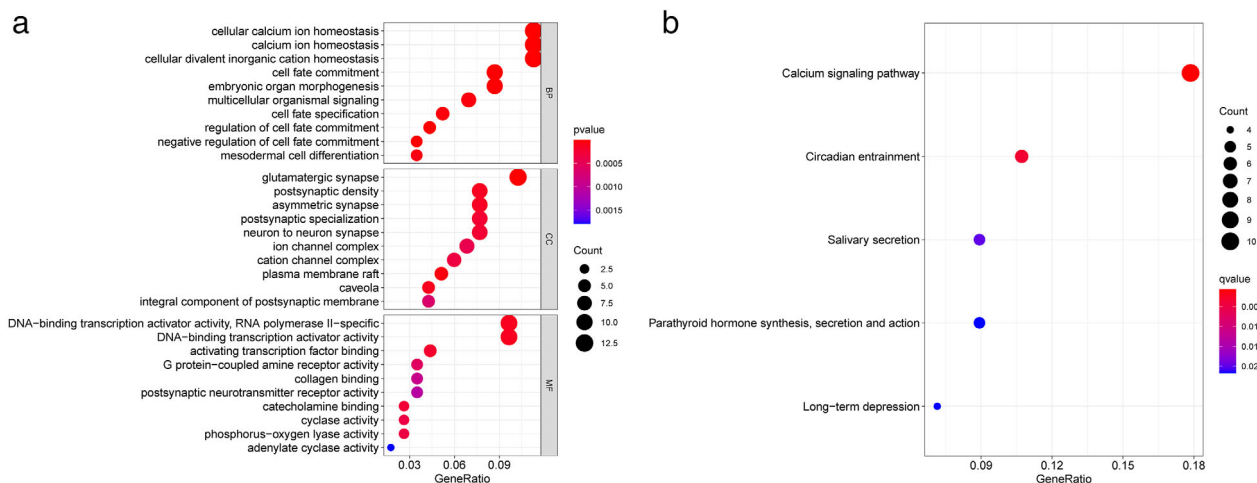 a
cellular calcium ion homeostasis
calcium ion homeostasis
cellular divalent inorganic cation homeostasis
cell fate commitment
embryonic organ morphogenesis
multicellular organismal signaling
cell fate specification
regulation of cell fate commitment
negative regulation of cell fate commitment
mesodermal cell differentiation
BP
glutamatergic synapse
postsynaptic density
asymmetric synapse
postsynaptic specialization
neuron to neuron synapse
ion channel complex
cation channel complex
plasma membrane raft
caveola
integral component of postsynaptic membrane
CC
DNA−binding transcription activator activity, RNA polymerase II−specific
DNA−binding transcription activator activity
activating transcription factor binding
G protein−coupled amine receptor activity
collagen binding
postsynaptic neurotransmitter receptor activity
catecholamine binding
cyclase activity
phosphorus−oxygen lyase activity
adenylate cyclase activity
MF
0.03 0.06 0.09
GeneRatio
pvalue
0.0005
0.0010
0.0015
Count
2.5
5.0
7.5
10.0
12.5
b
Calcium signaling pathway
Circadian entrainment
Salivary secretion
Parathyroid hormone synthesis, secretion and action
Long−term depression
0.09 0.12 0.15 0.18
GeneRatio
Count
4
5
6
7
8
9
10
qvalue
0.00
0.01
0.01
0.02